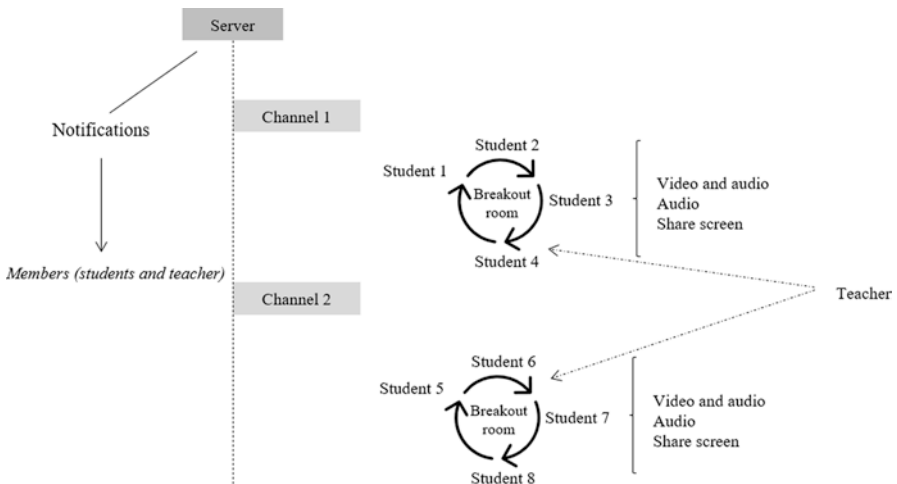 Server
Channel 1
Notifications
Student 2
Student 1
Breakout
room
Student 3
Student 4
Video and audio
Audio
Share screen
Members (students and teacher)
Channel 2
Teacher
Student 6
Student 5
Breakout
room
Student 7
Student 8
Video and audio
Audio
Share screen